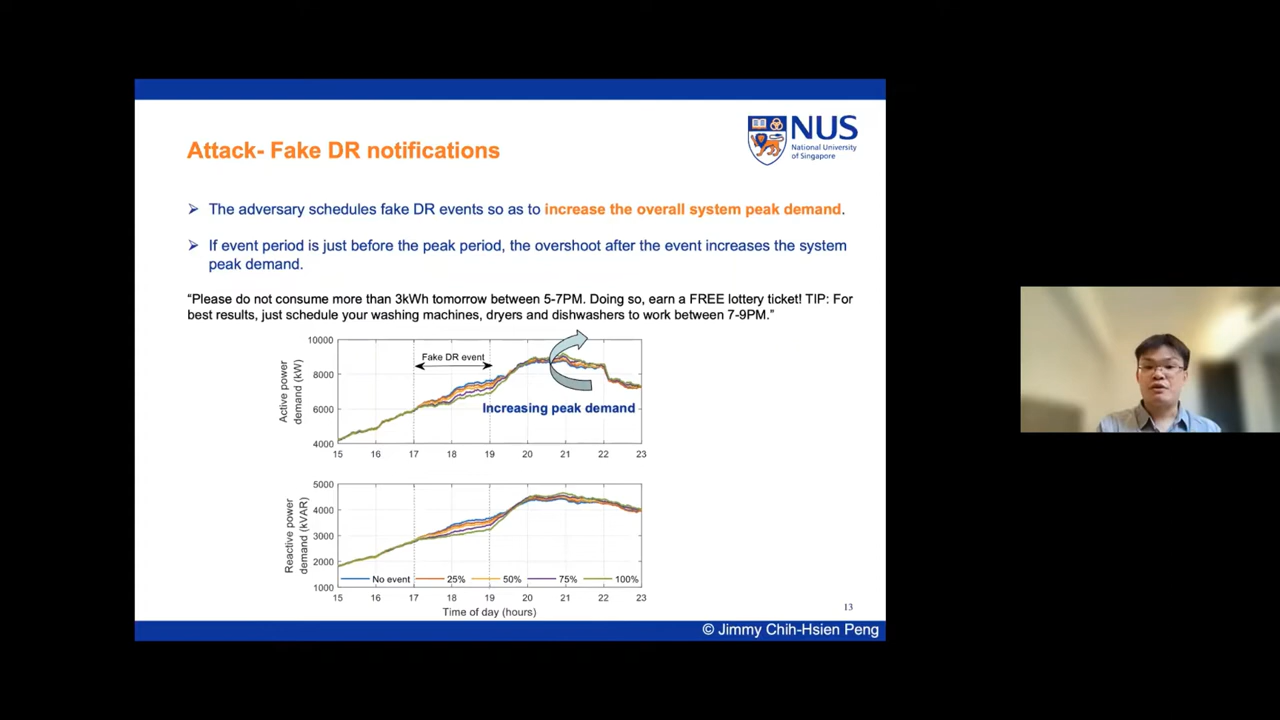 NUS
National University
of Singapore
Attack- Fake DR notifications
➢ The adversary schedules fake DR events so as to increase the overall system peak demand.
➢ If event period is just before the peak period, the overshoot after the event increases the system
peak demand.
“Please do not consume more than 3kWh tomorrow between 5-7PM. Doing so, earn a FREE lottery ticket! TIP: For
best results, just schedule your washing machines, dryers and dishwashers to work between 7-9PM.”
Active power
demand (kW)
10000
8000
6000
4000
Fake DR event
Increasing peak demand
15 16 17 18 19 20 21 22 23
Reactive power
demand (kVAR)
5000
4000
3000
2000
1000
No event 25% 50% 75% 100%
15 16 17 18 19 20 21 22 23
Time of day (hours)
13
© Jimmy Chih-Hsien Peng